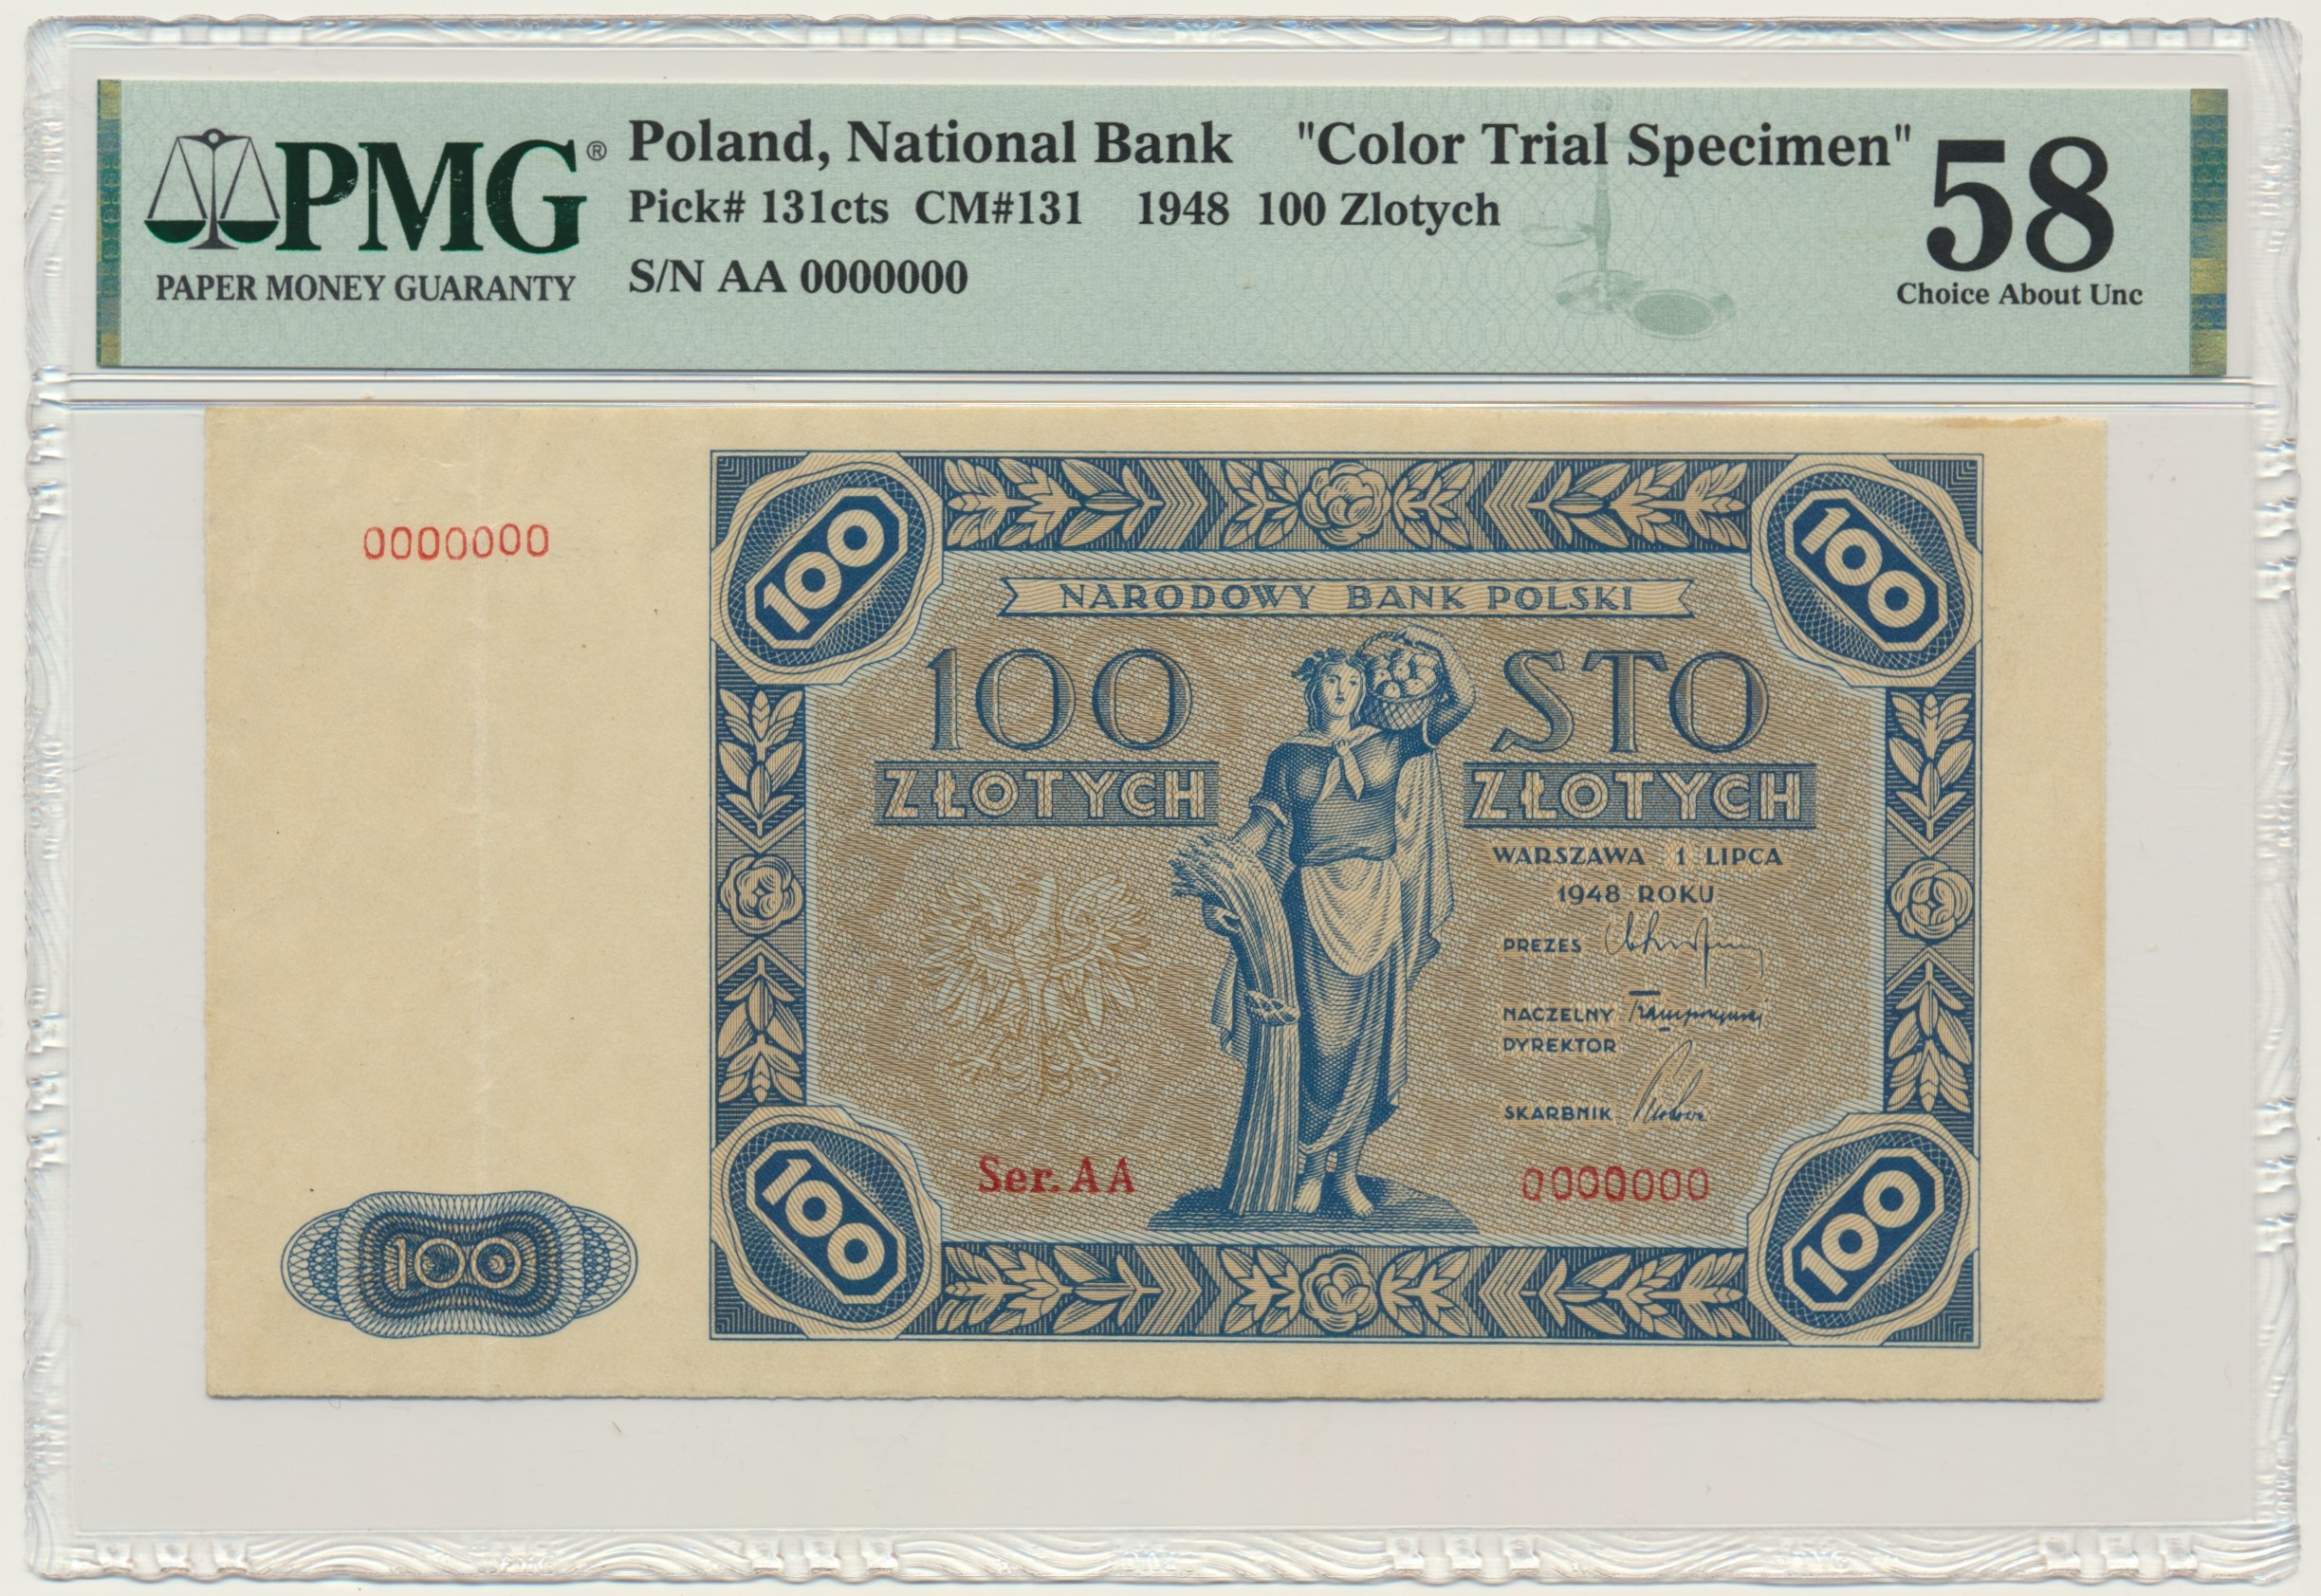 PMG®
PAPER MONEY GUARANTY
Poland, National Bank "Color Trial Specimen"
Pick# 131cts CM#131 1948 100 Zlotych
S/N AA 0000000
58
Choice About Unc
0000000
100
100
100
NARODOWY BANK POLSKI
100 STO
ZŁOTYCH ZŁOTYCH
WARSZAWA 1 LIPCA
1948 ROKU
PREZES
NACZELNY
DYREKTOR
SKARBNIK
Ser. AA 0000000
100
100